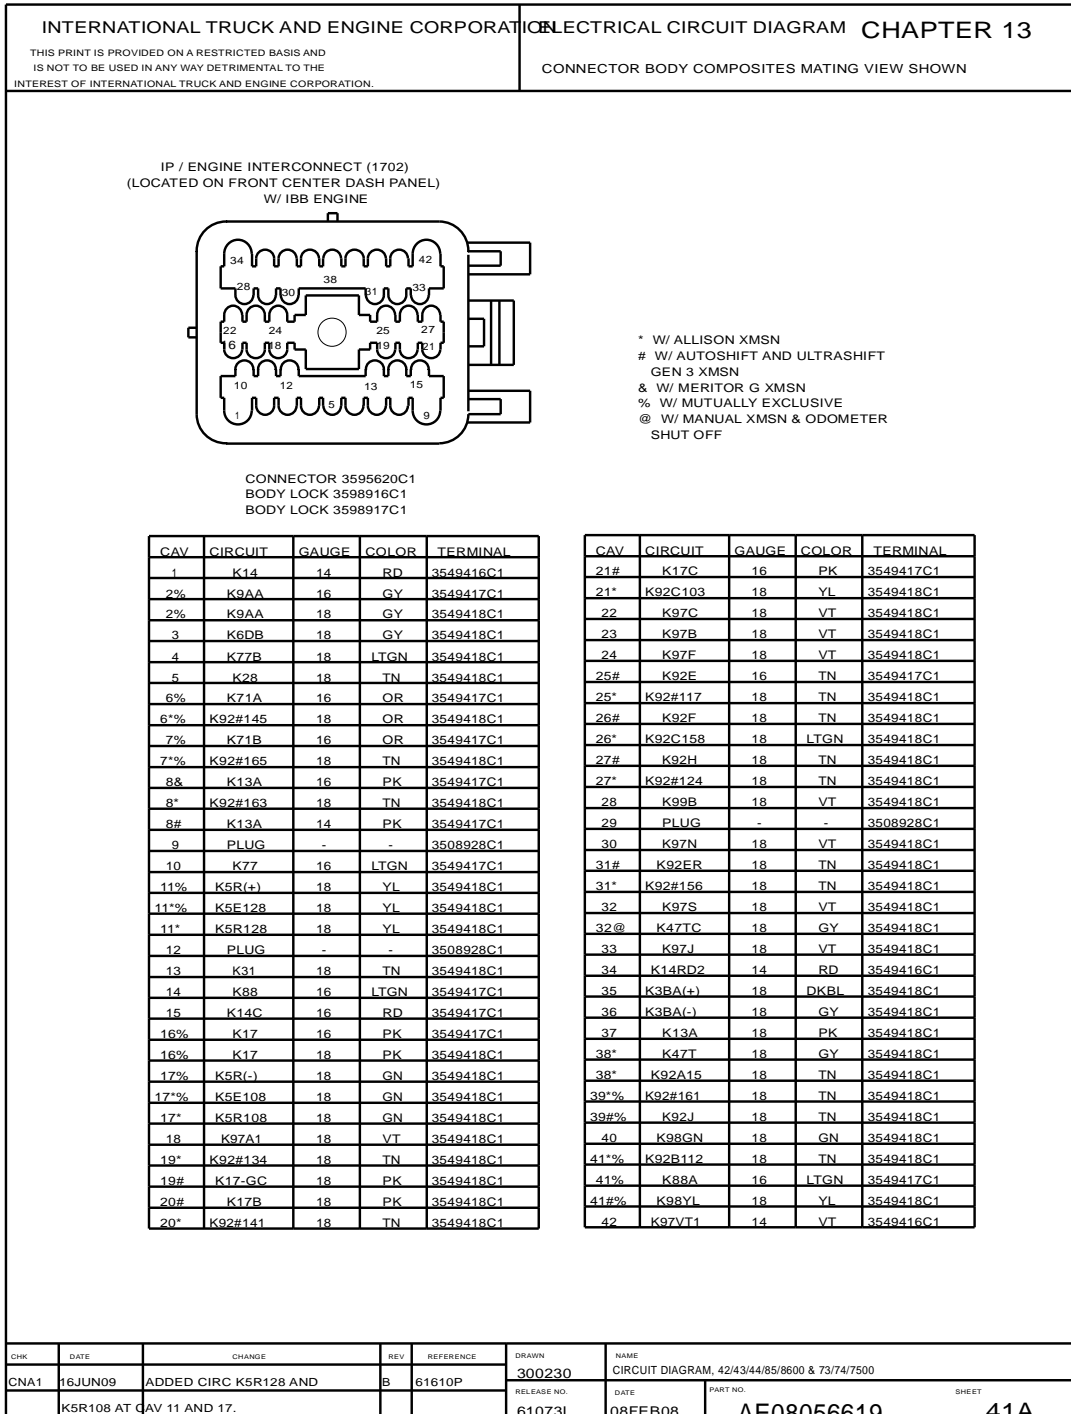 INTERNATIONAL TRUCK AND ENGINE CORPORATION
THIS PRINT IS PROVIDED ON A RESTRICTED BASIS AND
IS NOT TO BE USED IN ANY WAY DETRIMENTAL TO THE
INTEREST OF INTERNATIONAL TRUCK AND ENGINE CORPORATION.
ELECTRICAL CIRCUIT DIAGRAM CHAPTER 13
CONNECTOR BODY COMPOSITES MATING VIEW SHOWN
IP / ENGINE INTERCONNECT (1702)
(LOCATED ON FRONT CENTER DASH PANEL)
W/ IBB ENGINE
34 42
38
28 30 31 33
22 24 25 27
16 18 19 21
10 12 13 15
1 5 9
* W/ ALLISON XMSN
# W/ AUTOSHIFT AND ULTRASHIFT
GEN 3 XMSN
& W/ MERITOR G XMSN
% W/ MUTUALLY EXCLUSIVE
@ W/ MANUAL XMSN & ODOMETER
SHUT OFF
CONNECTOR 3595620C1
BODY LOCK 3598916C1
BODY LOCK 3598917C1
CAV CIRCUIT GAUGE COLOR TERMINAL
1 K14 14 RD 3549416C1
2% K9AA 16 GY 3549417C1
2% K9AA 18 GY 3549418C1
3 K6DB 18 GY 3549418C1
4 K77B 18 LTGN 3549418C1
5 K28 18 TN 3549418C1
6% K71A 16 OR 3549417C1
6*% K92#145 18 OR 3549418C1
7% K71B 16 OR 3549417C1
7*% K92#165 18 TN 3549418C1
8& K13A 16 PK 3549417C1
8* K92#163 18 TN 3549418C1
8# K13A 14 PK 3549417C1
9 PLUG - - 3508928C1
10 K77 16 LTGN 3549417C1
11% K5R(+) 18 YL 3549418C1
11*% K5E128 18 YL 3549418C1
11* K5R128 18 YL 3549418C1
12 PLUG - - 3508928C1
13 K31 18 TN 3549418C1
14 K88 16 LTGN 3549417C1
15 K14C 16 RD 3549417C1
16% K17 16 PK 3549417C1
16% K17 18 PK 3549418C1
17% K5R(-) 18 GN 3549418C1
17*% K5E108 18 GN 3549418C1
17* K5R108 18 GN 3549418C1
18 K97A1 18 VT 3549418C1
19* K92#134 18 TN 3549418C1
19# K17-GC 18 PK 3549418C1
20# K17B 18 PK 3549418C1
20* K92#141 18 TN 3549418C1
CAV CIRCUIT GAUGE COLOR TERMINAL
21# K17C 16 PK 3549417C1
21* K92C103 18 YL 3549418C1
22 K97C 18 VT 3549418C1
23 K97B 18 VT 3549418C1
24 K97F 18 VT 3549418C1
25# K92E 16 TN 3549417C1
25* K92#117 18 TN 3549418C1
26# K92F 18 TN 3549418C1
26* K92C158 18 LTGN 3549418C1
27# K92H 18 TN 3549418C1
27* K92#124 18 TN 3549418C1
28 K99B 18 VT 3549418C1
29 PLUG - - 3508928C1
30 K97N 18 VT 3549418C1
31# K92ER 18 TN 3549418C1
31* K92#156 18 TN 3549418C1
32 K97S 18 VT 3549418C1
32@ K47TC 18 GY 3549418C1
33 K97J 18 VT 3549418C1
34 K14RD2 14 RD 3549416C1
35 K3BA(+) 18 DKBL 3549418C1
36 K3BA(-) 18 GY 3549418C1
37 K13A 18 PK 3549418C1
38* K47T 18 GY 3549418C1
38* K92A15 18 TN 3549418C1
39*% K92#161 18 TN 3549418C1
39#% K92J 18 TN 3549418C1
40 K98GN 18 GN 3549418C1
41*% K92B112 18 TN 3549418C1
41% K88A 16 LTGN 3549417C1
41#% K98YL 18 YL 3549418C1
42 K97VT1 14 VT 3549416C1
CHK DATE CHANGE REV REFERENCE
CNA1 16JUN09 ADDED CIRC K5R128 AND B 61610P
K5R108 AT CAV 11 AND 17.
DRAWN
300230
NAME
CIRCUIT DIAGRAM, 42/43/44/85/8600 & 73/74/7500
RELEASE NO. DATE PART NO. SHEET
61073L 08FEB08 AE08056619 41A